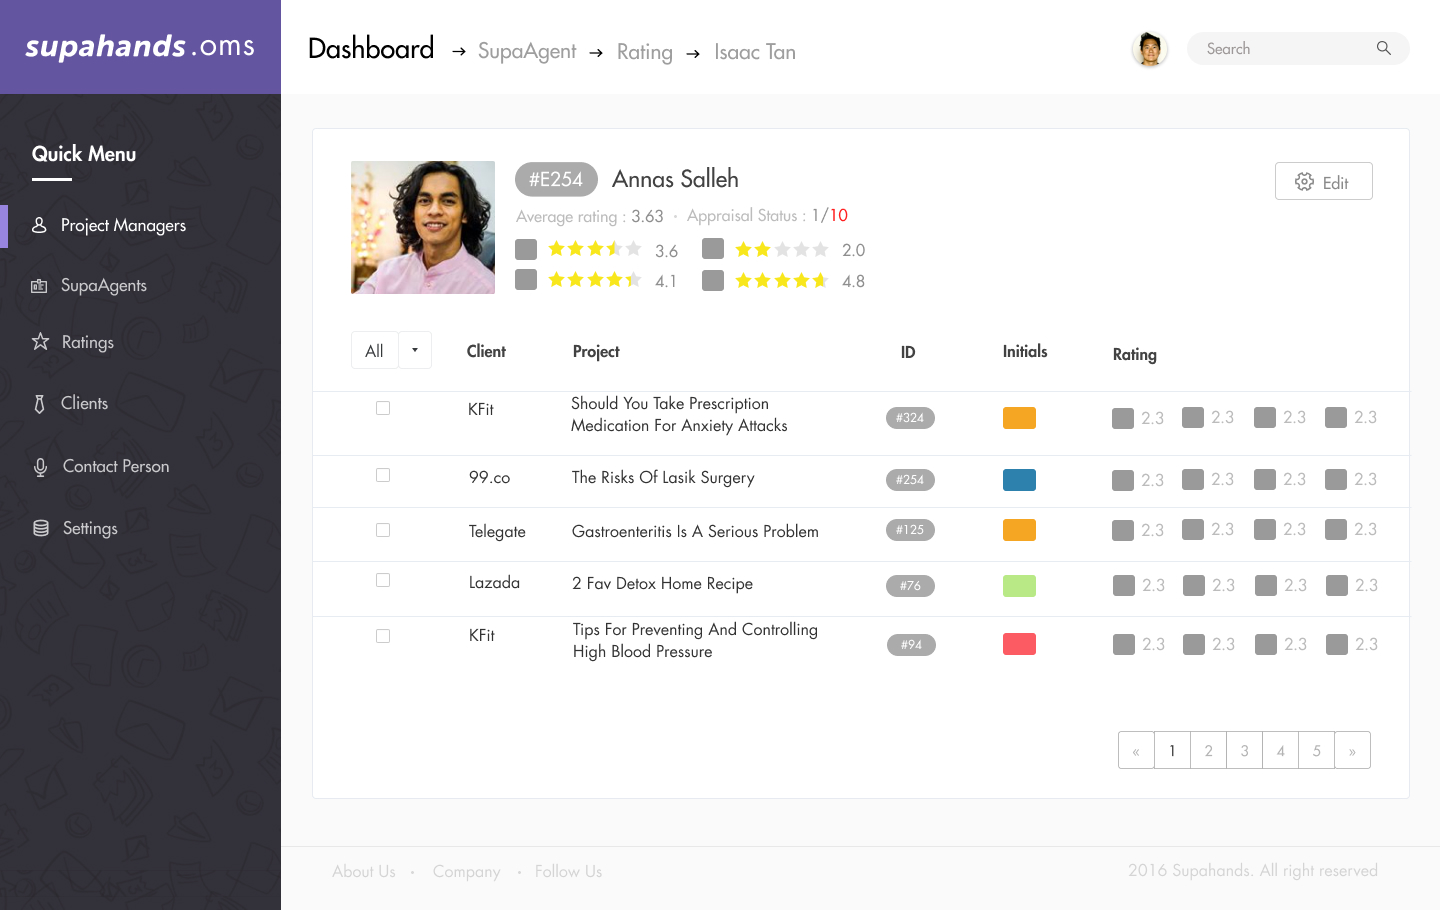 supahands.oms
Dashboard → SupaAgent → Rating → Isaac Tan
Search
Quick Menu
Project Managers
SupaAgents
Ratings
Clients
Contact Person
Settings
#E254 Annas Salleh
Edit
Average rating : 3.63 • Appraisal Status : 1/10
3.6 2.0
4.1 4.8
All Client Project ID Initials Rating
KFit Should You Take Prescription
Medication For Anxiety Attacks #324 2.3 2.3 2.3 2.3
99.co The Risks Of Lasik Surgery #254 2.3 2.3 2.3 2.3
Telegate Gastroenteritis Is A Serious Problem #125 2.3 2.3 2.3 2.3
Lazada 2 Fav Detox Home Recipe #76 2.3 2.3 2.3 2.3
KFit Tips For Preventing And Controlling
High Blood Pressure #94 2.3 2.3 2.3 2.3
« 1 2 3 4 5 »
About Us • Company • Follow Us
2016 Supahands. All right reserved